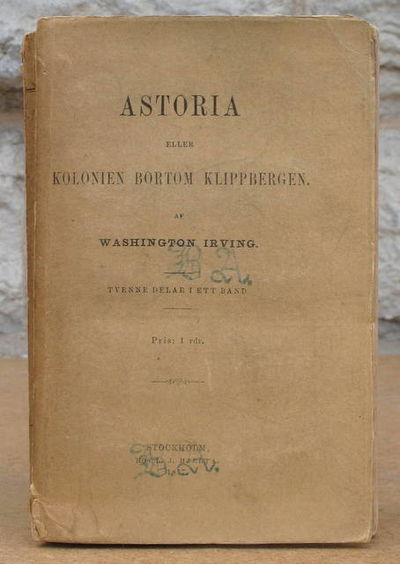 ASTORIA
ELLER
KOLONIEN BORTOM KLIPPBERGEN.
AF
WASHINGTON IRVING.
TVENNE DELAR I ETT BAND
Pris: 1 rdr.
STOCKHOLM,